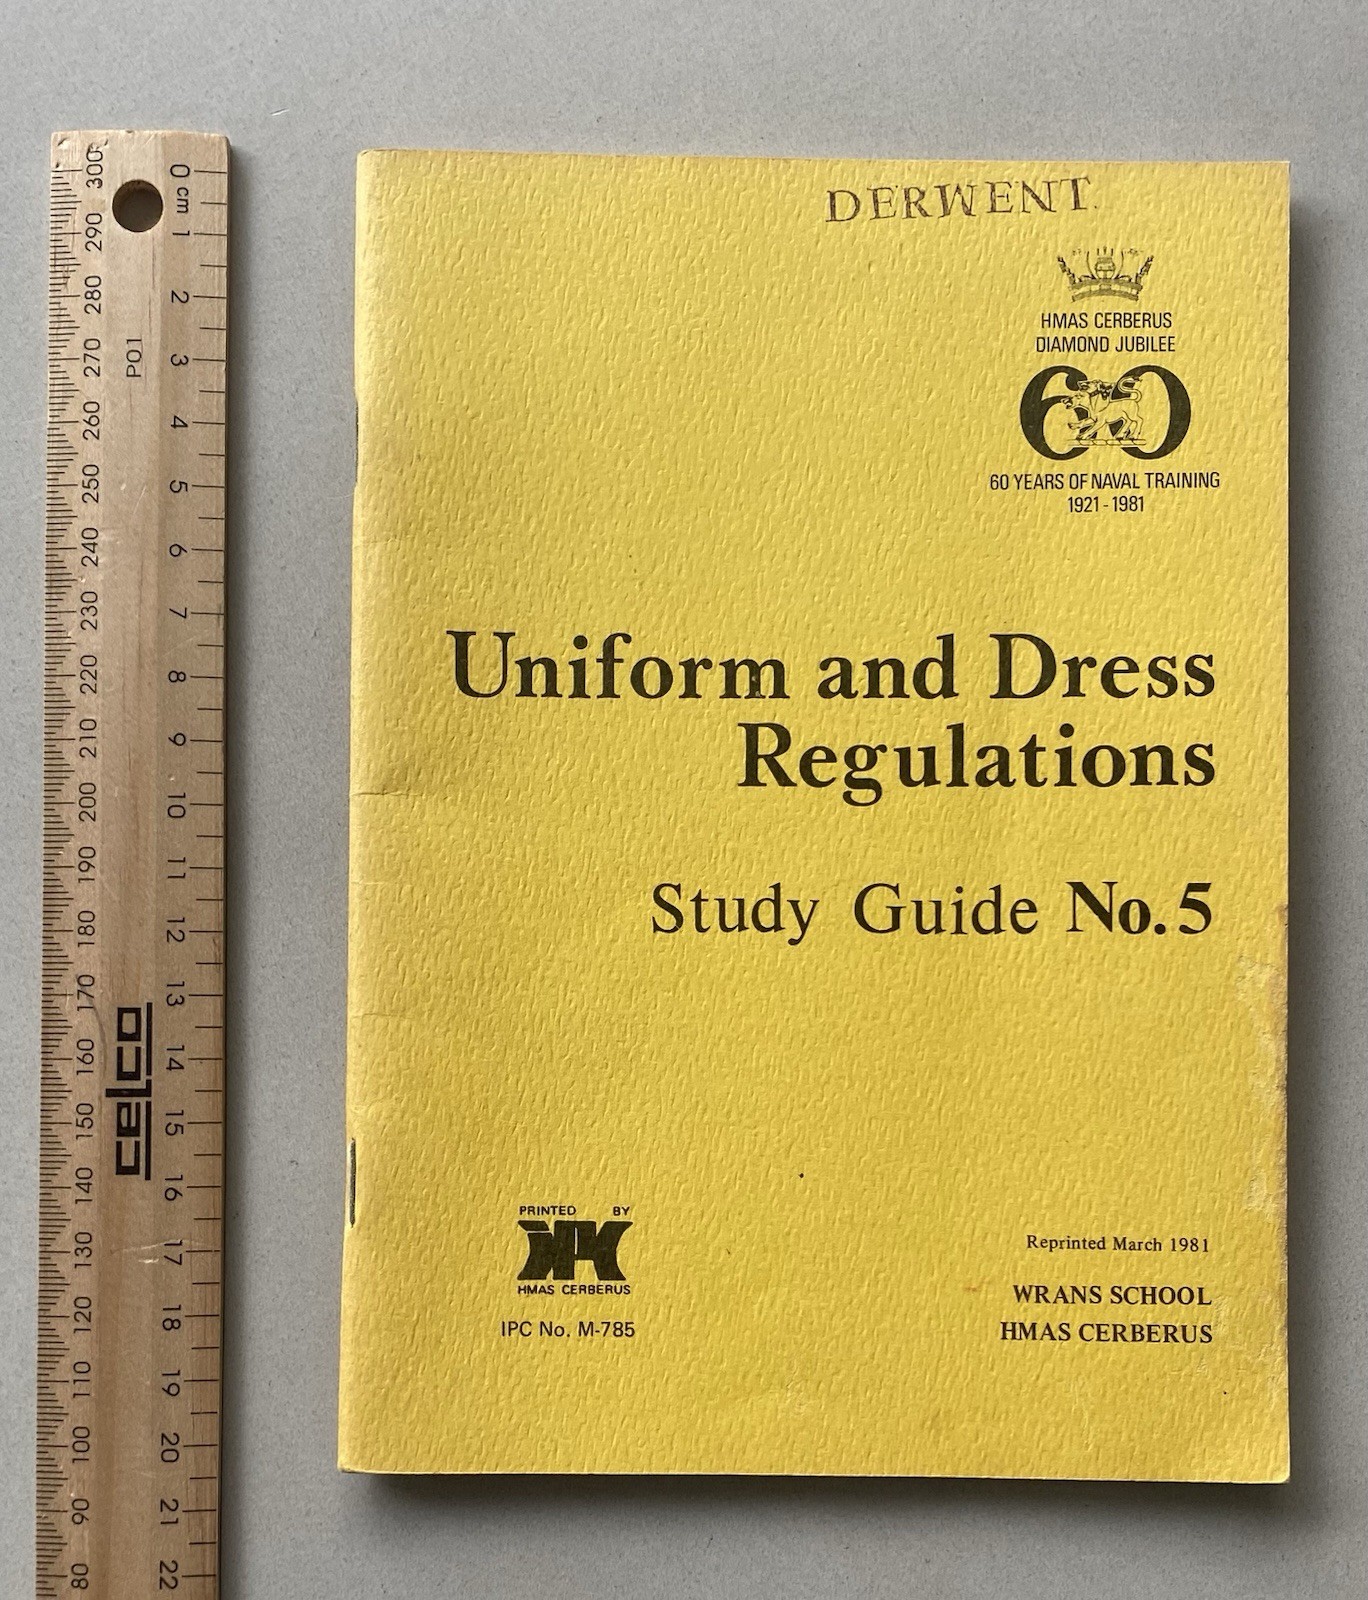 DERWENT
HMAS CERBERUS
DIAMOND JUBILEE
60
60 YEARS OF NAVAL TRAINING
1921 - 1981
Uniform and Dress
Regulations
Study Guide No. 5
PRINTED BY
HMAS CERBERUS
IPC No. M-785
Reprinted March 1981
WRANS SCHOOL
HMAS CERBERUS
300 290 280 270 260 250 240 230 220 210 200 190 180 170 160 150 140 130 120 110 100 90 80
P01
celco
0 cm 1 2 3 4 5 6 7 8 9 10 11 12 13 14 15 16 17 18 19 20 21 22